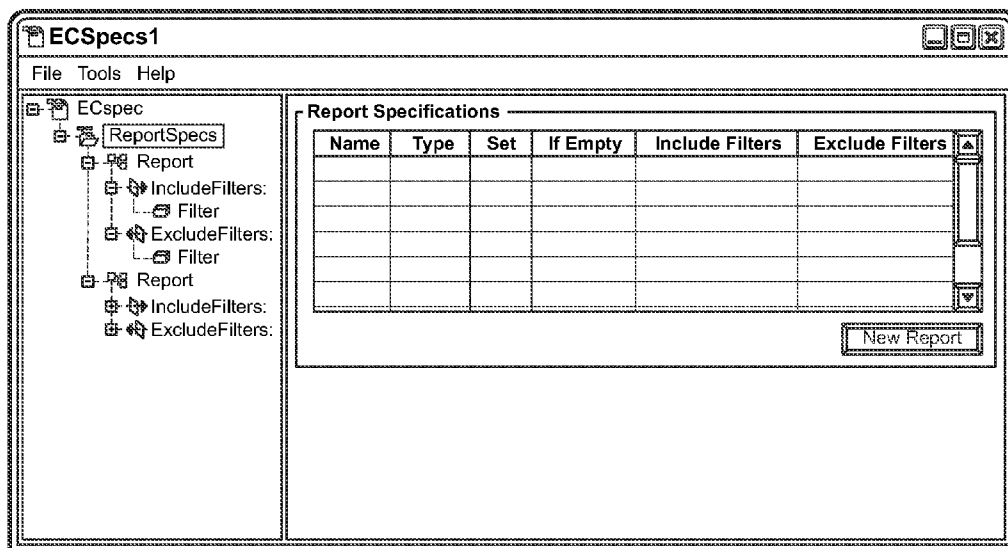 ECSpecs1
File Tools Help
ECspec
ReportSpecs
Report
IncludeFilters:
Filter
ExcludeFilters:
Filter
Report
IncludeFilters:
ExcludeFilters:
Report Specifications
Name Type Set If Empty Include Filters Exclude Filters
New Report